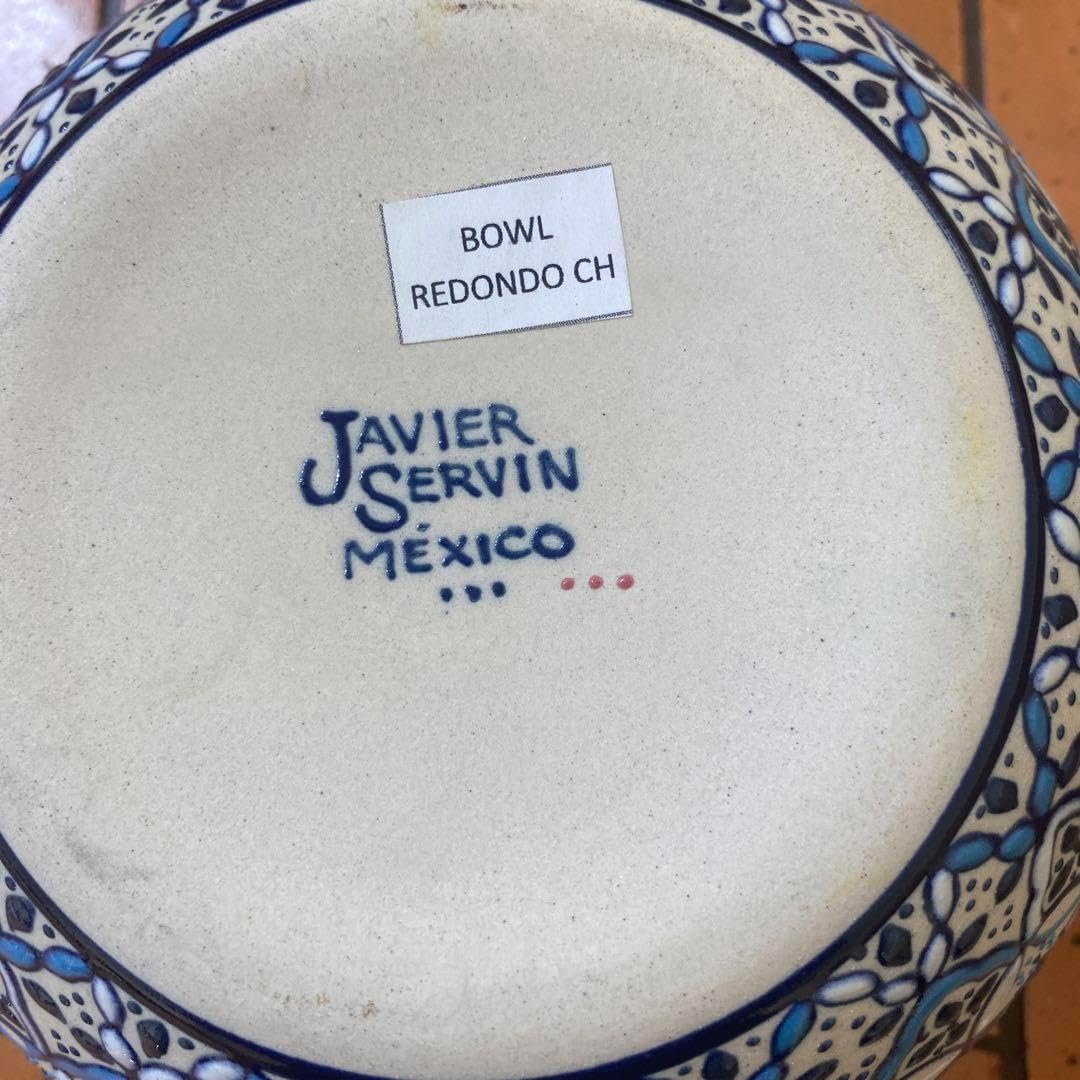 BOWL
REDONDO CH
JAVIER
SERVIN
MÉXICO